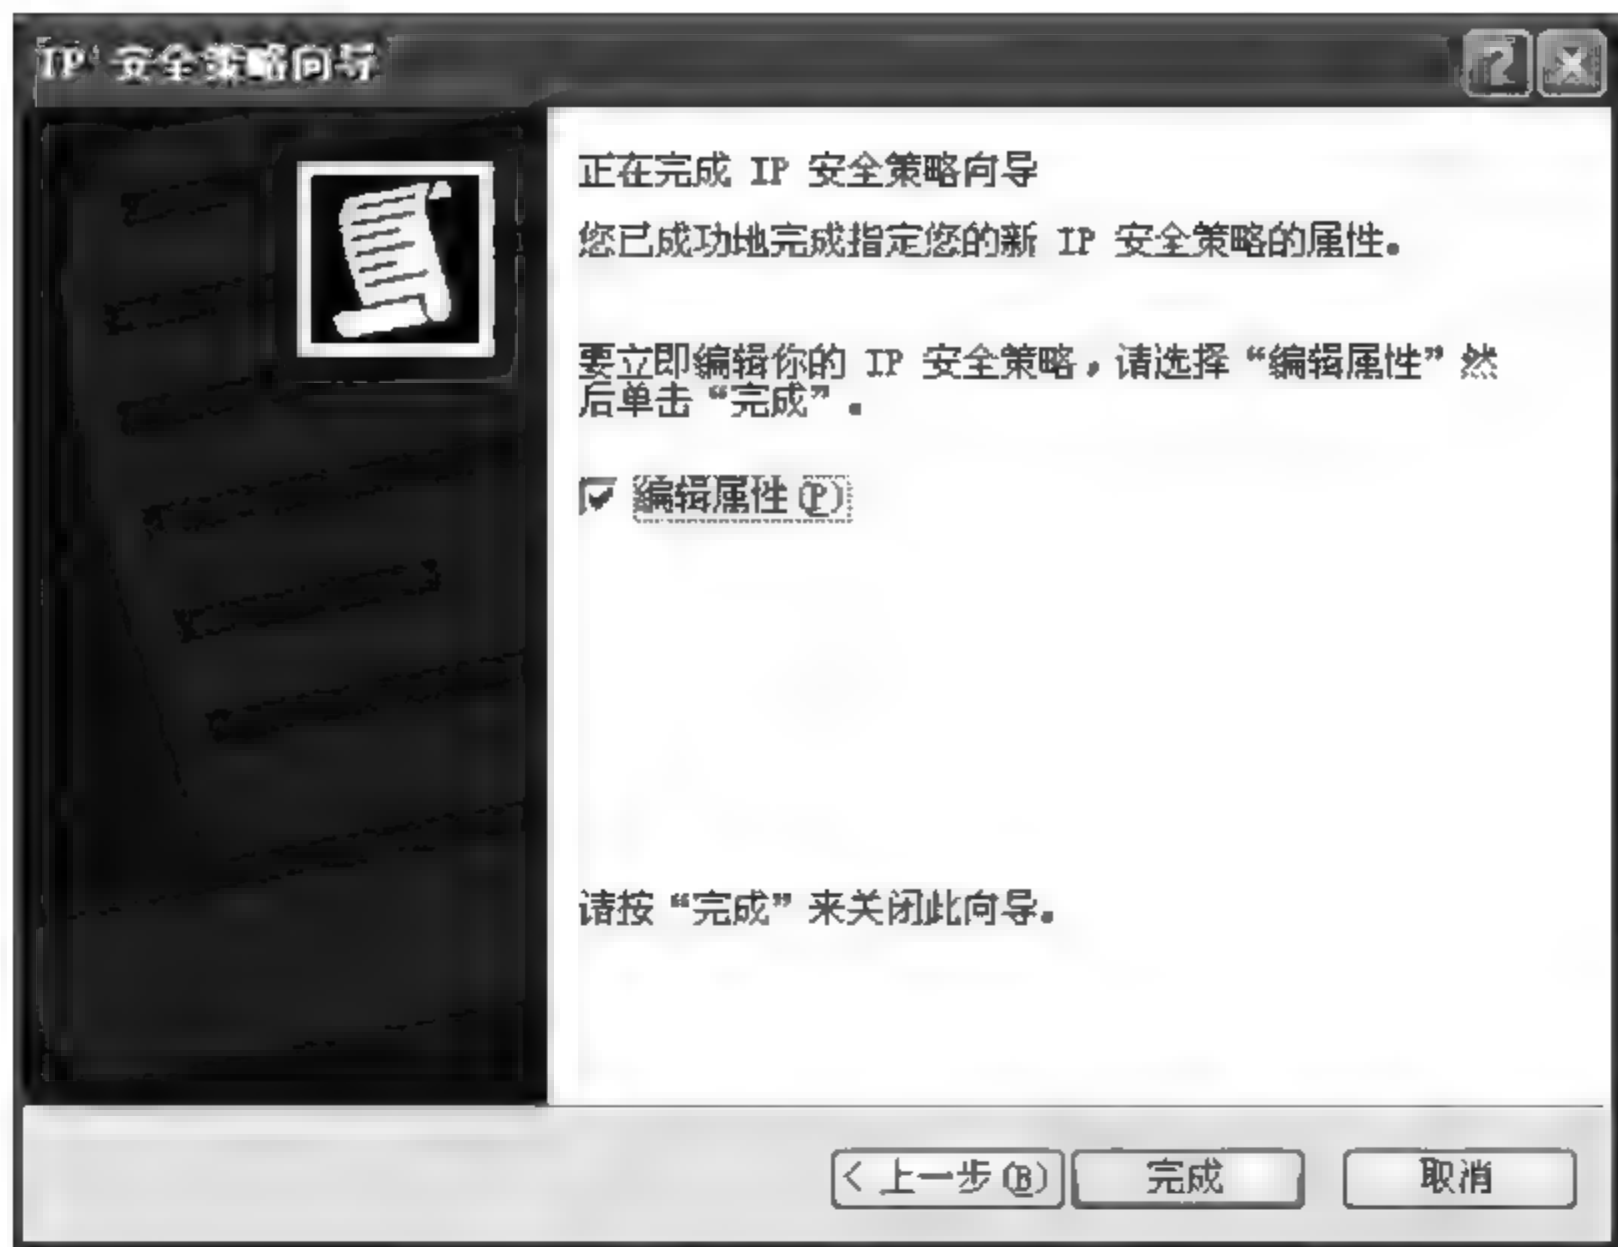 IP 安全策略向导
正在完成 IP 安全策略向导
您已成功地完成指定您的新 IP 安全策略的属性。
要立即编辑你的 IP 安全策略,请选择“编辑属性”然
后单击“完成”。
编辑属性(P)
请按“完成”来关闭此向导。
< 上一步(B) 完成 取消